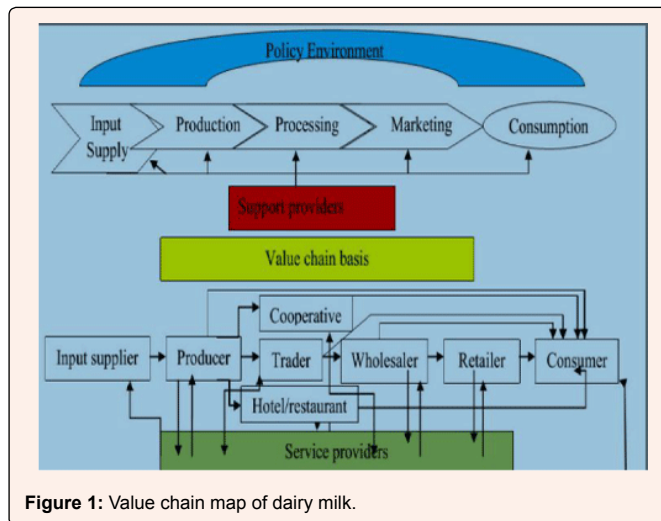 Policy Environment
Input
Supply
Production
Processing
Marketing
Consumption
Support providers
Value chain basis
Cooperative
Input supplier
Producer
Trader
Wholesaler
Retailer
Consumer
Hotel/restaurant
Service providers
Figure 1: Value chain map of dairy milk.